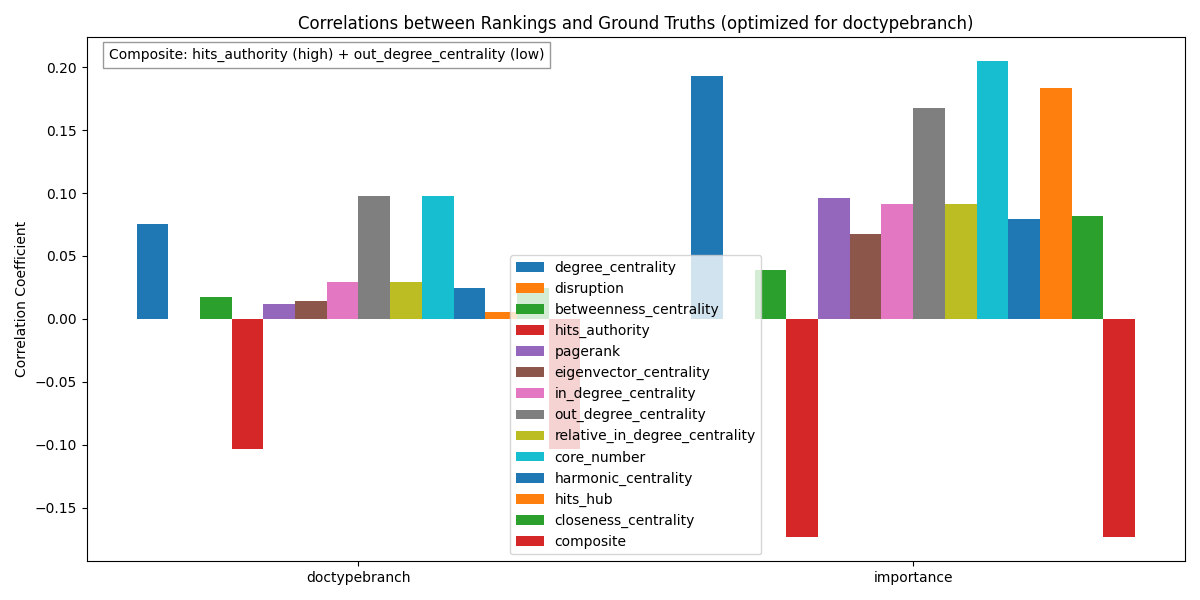 Correlations between Rankings and Ground Truths (optimized for doctypebranch)
Composite: hits_authority (high) + out_degree_centrality (low)
Correlation Coefficient
0.20
0.15
0.10
0.05
0.00
−0.05
−0.10
−0.15
degree_centrality
disruption
betweenness_centrality
hits_authority
pagerank
eigenvector_centrality
in_degree_centrality
out_degree_centrality
relative_in_degree_centrality
core_number
harmonic_centrality
hits_hub
closeness_centrality
composite
doctypebranch
importance